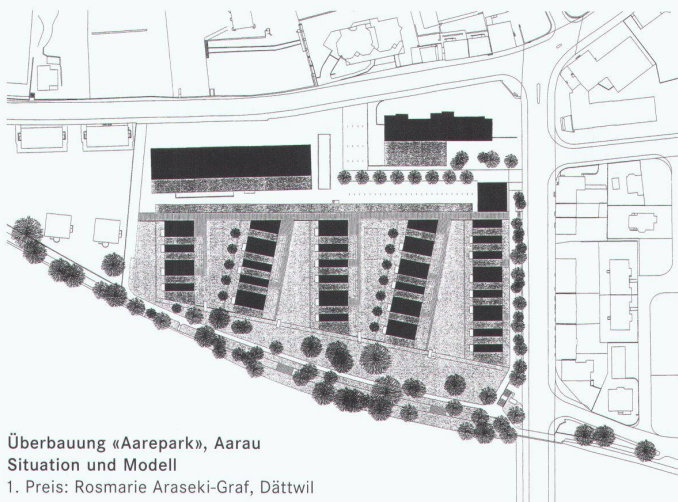 Überbauung «Aarepark», Aarau
Situation und Modell
1. Preis: Rosmarie Araseki-Graf, Dättwil